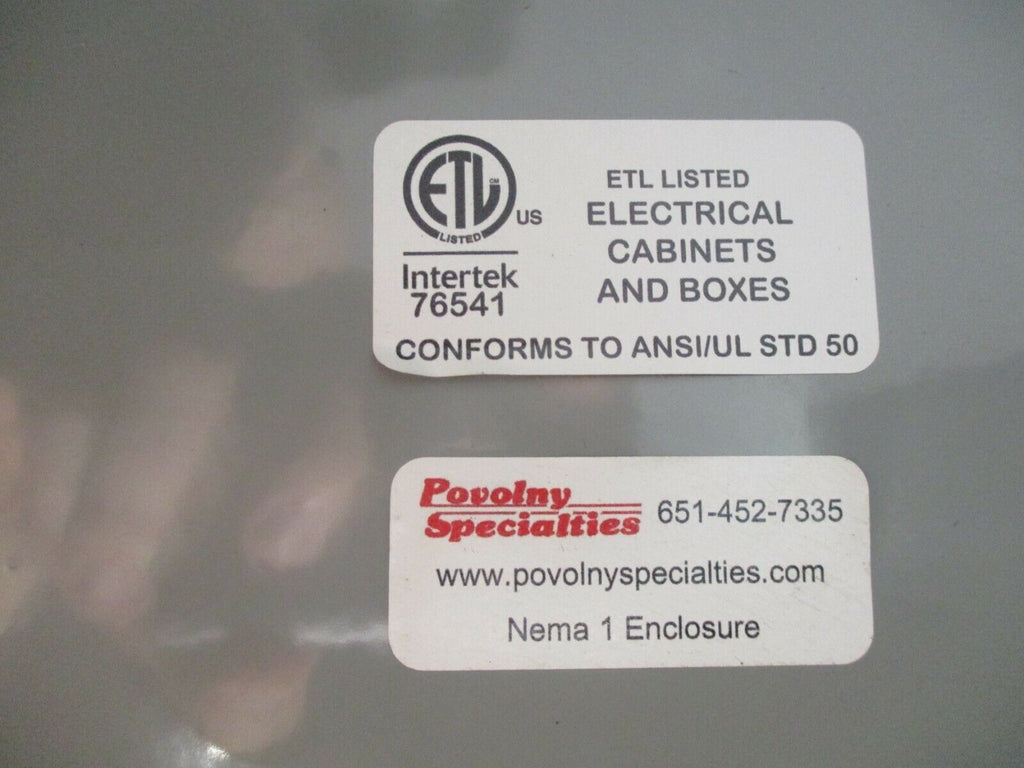 ETL CM
LISTED
US
Intertek
76541
ETL LISTED
ELECTRICAL
CABINETS
AND BOXES
CONFORMS TO ANSI/UL STD 50
Povolny
Specialties
651-452-7335
www.povolnyspecialties.com
Nema 1 Enclosure